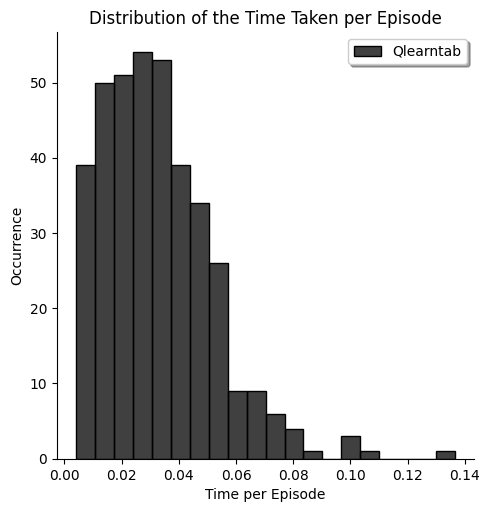 Distribution of the Time Taken per Episode
Qlearntab
Occurrence
50
40
30
20
10
0
0.00 0.02 0.04 0.06 0.08 0.10 0.12 0.14
Time per Episode